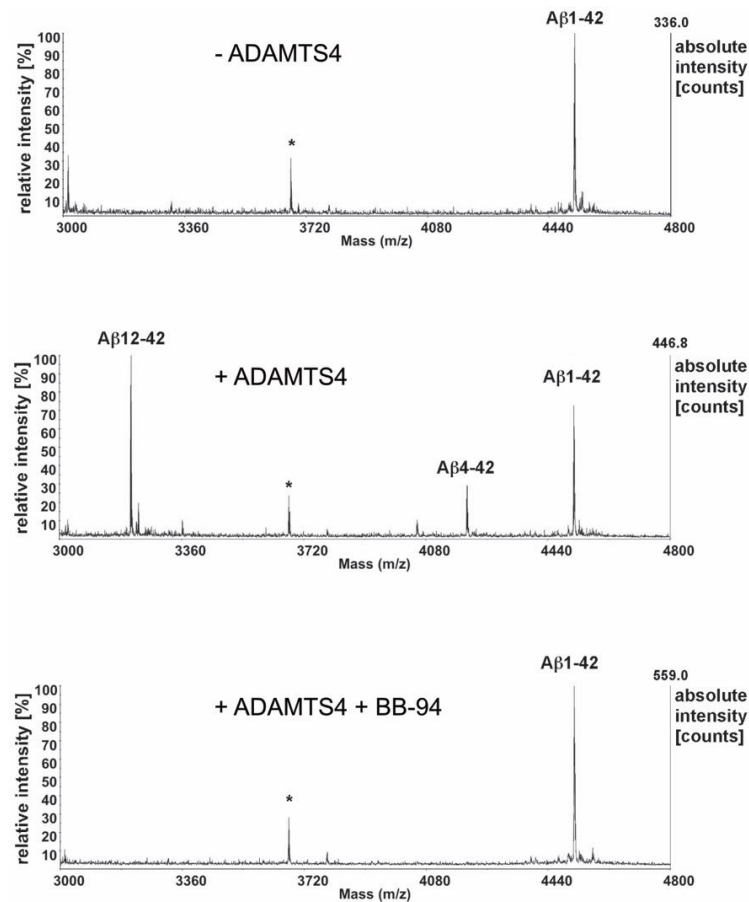 Aβ1-42
336.0
relative intensity [%]
100
90
80
70
60
50
40
30
20
10
- ADAMTS4
*
absolute
intensity
[counts]
3000 3360 3720 4080 4440 4800
Mass (m/z)
Aβ12-42
446.8
relative intensity [%]
100
90
80
70
60
50
40
30
20
10
+ ADAMTS4
Aβ1-42
absolute
intensity
[counts]
Aβ4-42
*
3000 3360 3720 4080 4440 4800
Mass (m/z)
Aβ1-42
559.0
relative intensity [%]
100
90
80
70
60
50
40
30
20
10
+ ADAMTS4 + BB-94
absolute
intensity
[counts]
*
3000 3360 3720 4080 4440 4800
Mass (m/z)